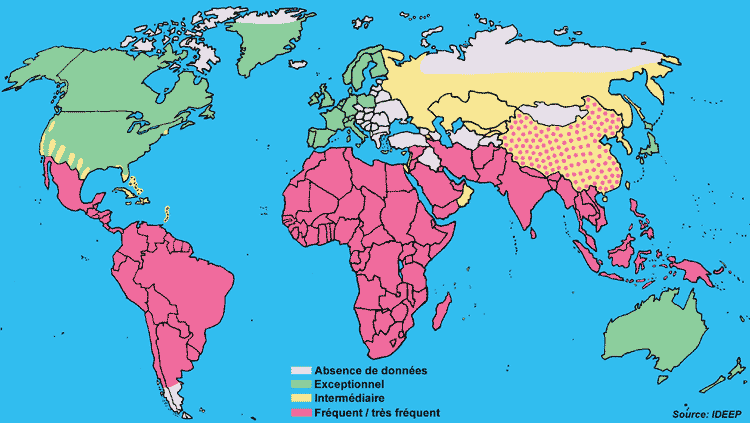 Absence de données
Exceptionnel
Intermédiaire
Fréquent / très fréquent
Source: IDEEP